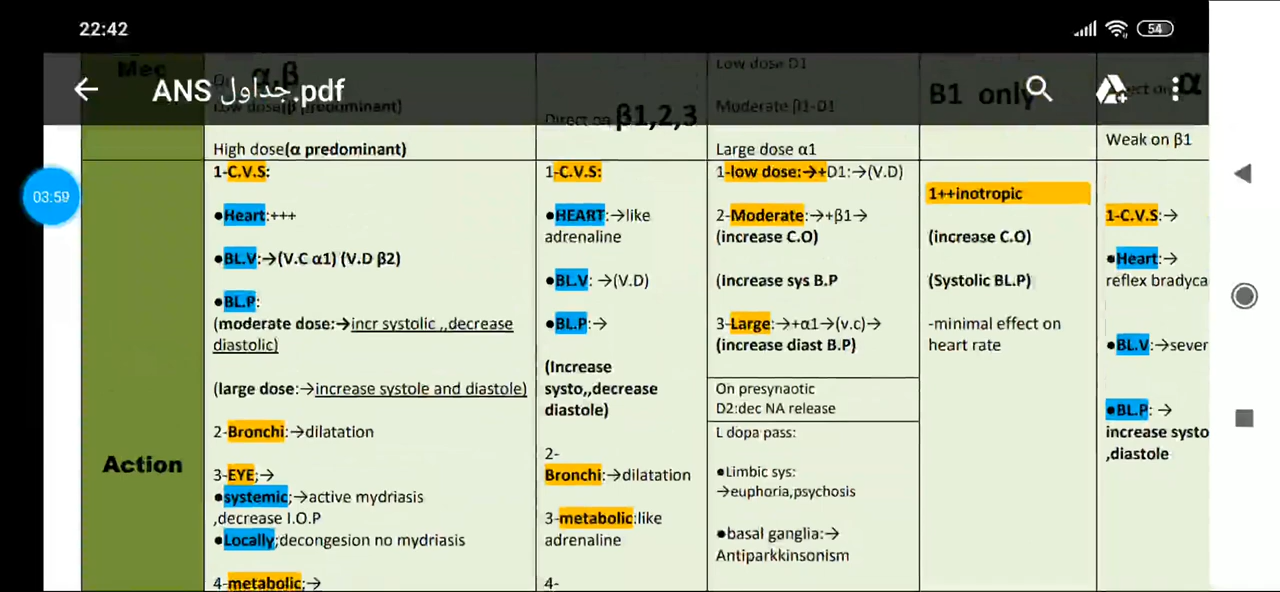 22:42
54
ANS جداول.pdf
03:59
Mec
α,β
Low dose(β predominant)
High dose(α predominant)
Direct on β1,2,3
Low dose D1
Moderate β1-D1
Large dose α1
B1 only
α
Weak on β1
Action
1-C.V.S:
●Heart:+++
●BL.V:→(V.C α1) (V.D β2)
●BL.P:
(moderate dose:→incr systolic ,,decrease
diastolic)
(large dose:→increase systole and diastole)
2-Bronchi:→dilatation
3-EYE;→
●systemic;→active mydriasis
,decrease I.O.P
●Locally;decongesion no mydriasis
4-metabolic;→
1-C.V.S:
●HEART:→like
adrenaline
●BL.V: →(V.D)
●BL.P:→
(Increase
systo,,decrease
diastole)
2-
Bronchi:→dilatation
3-metabolic:like
adrenaline
4-
1-low dose:→+D1:→(V.D)
2-Moderate:→+β1→
(increase C.O)
(Increase sys B.P
3-Large:→+α1→(v.c)→
(increase diast B.P)
On presynaotic
D2:dec NA release
L dopa pass:
●Limbic sys:
→euphoria,psychosis
●basal ganglia:→
Antiparkkinsonism
1++inotropic
(increase C.O)
(Systolic BL.P)
-minimal effect on
heart rate
1-C.V.S:→
●Heart:→
reflex bradyca
●BL.V:→sever
●BL.P: →
increase systo
,diastole